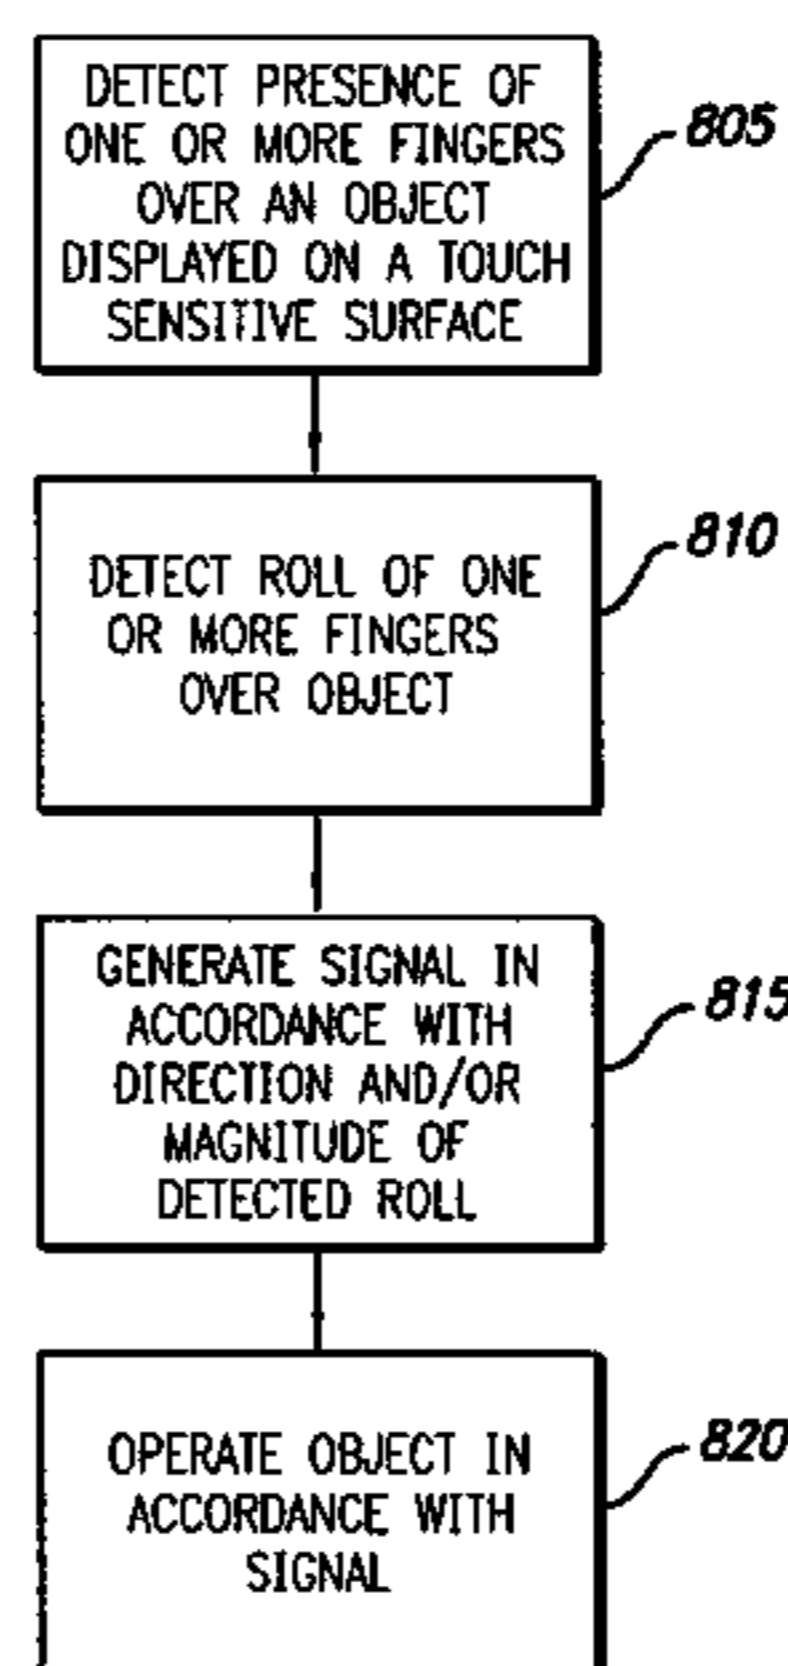 DETECT PRESENCE OF
ONE OR MORE FINGERS
OVER AN OBJECT
DISPLAYED ON A TOUCH
SENSITIVE SURFACE
805
DETECT ROLL OF ONE
OR MORE FINGERS
OVER OBJECT
810
GENERATE SIGNAL IN
ACCORDANCE WITH
DIRECTION AND/OR
MAGNITUDE OF
DETECTED ROLL
815
OPERATE OBJECT IN
ACCORDANCE WITH
SIGNAL
820